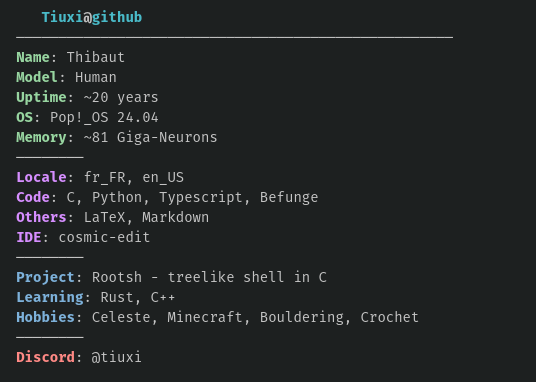 Tiuxi@github
Name: Thibaut
Model: Human
Uptime: ~20 years
OS: Pop!_OS 24.04
Memory: ~81 Giga-Neurons
Locale: fr_FR, en_US
Code: C, Python, Typescript, Befunge
Others: LaTeX, Markdown
IDE: cosmic-edit
Project: Rootsh - treelike shell in C
Learning: Rust, C++
Hobbies: Celeste, Minecraft, Bouldering, Crochet
Discord: @tiuxi